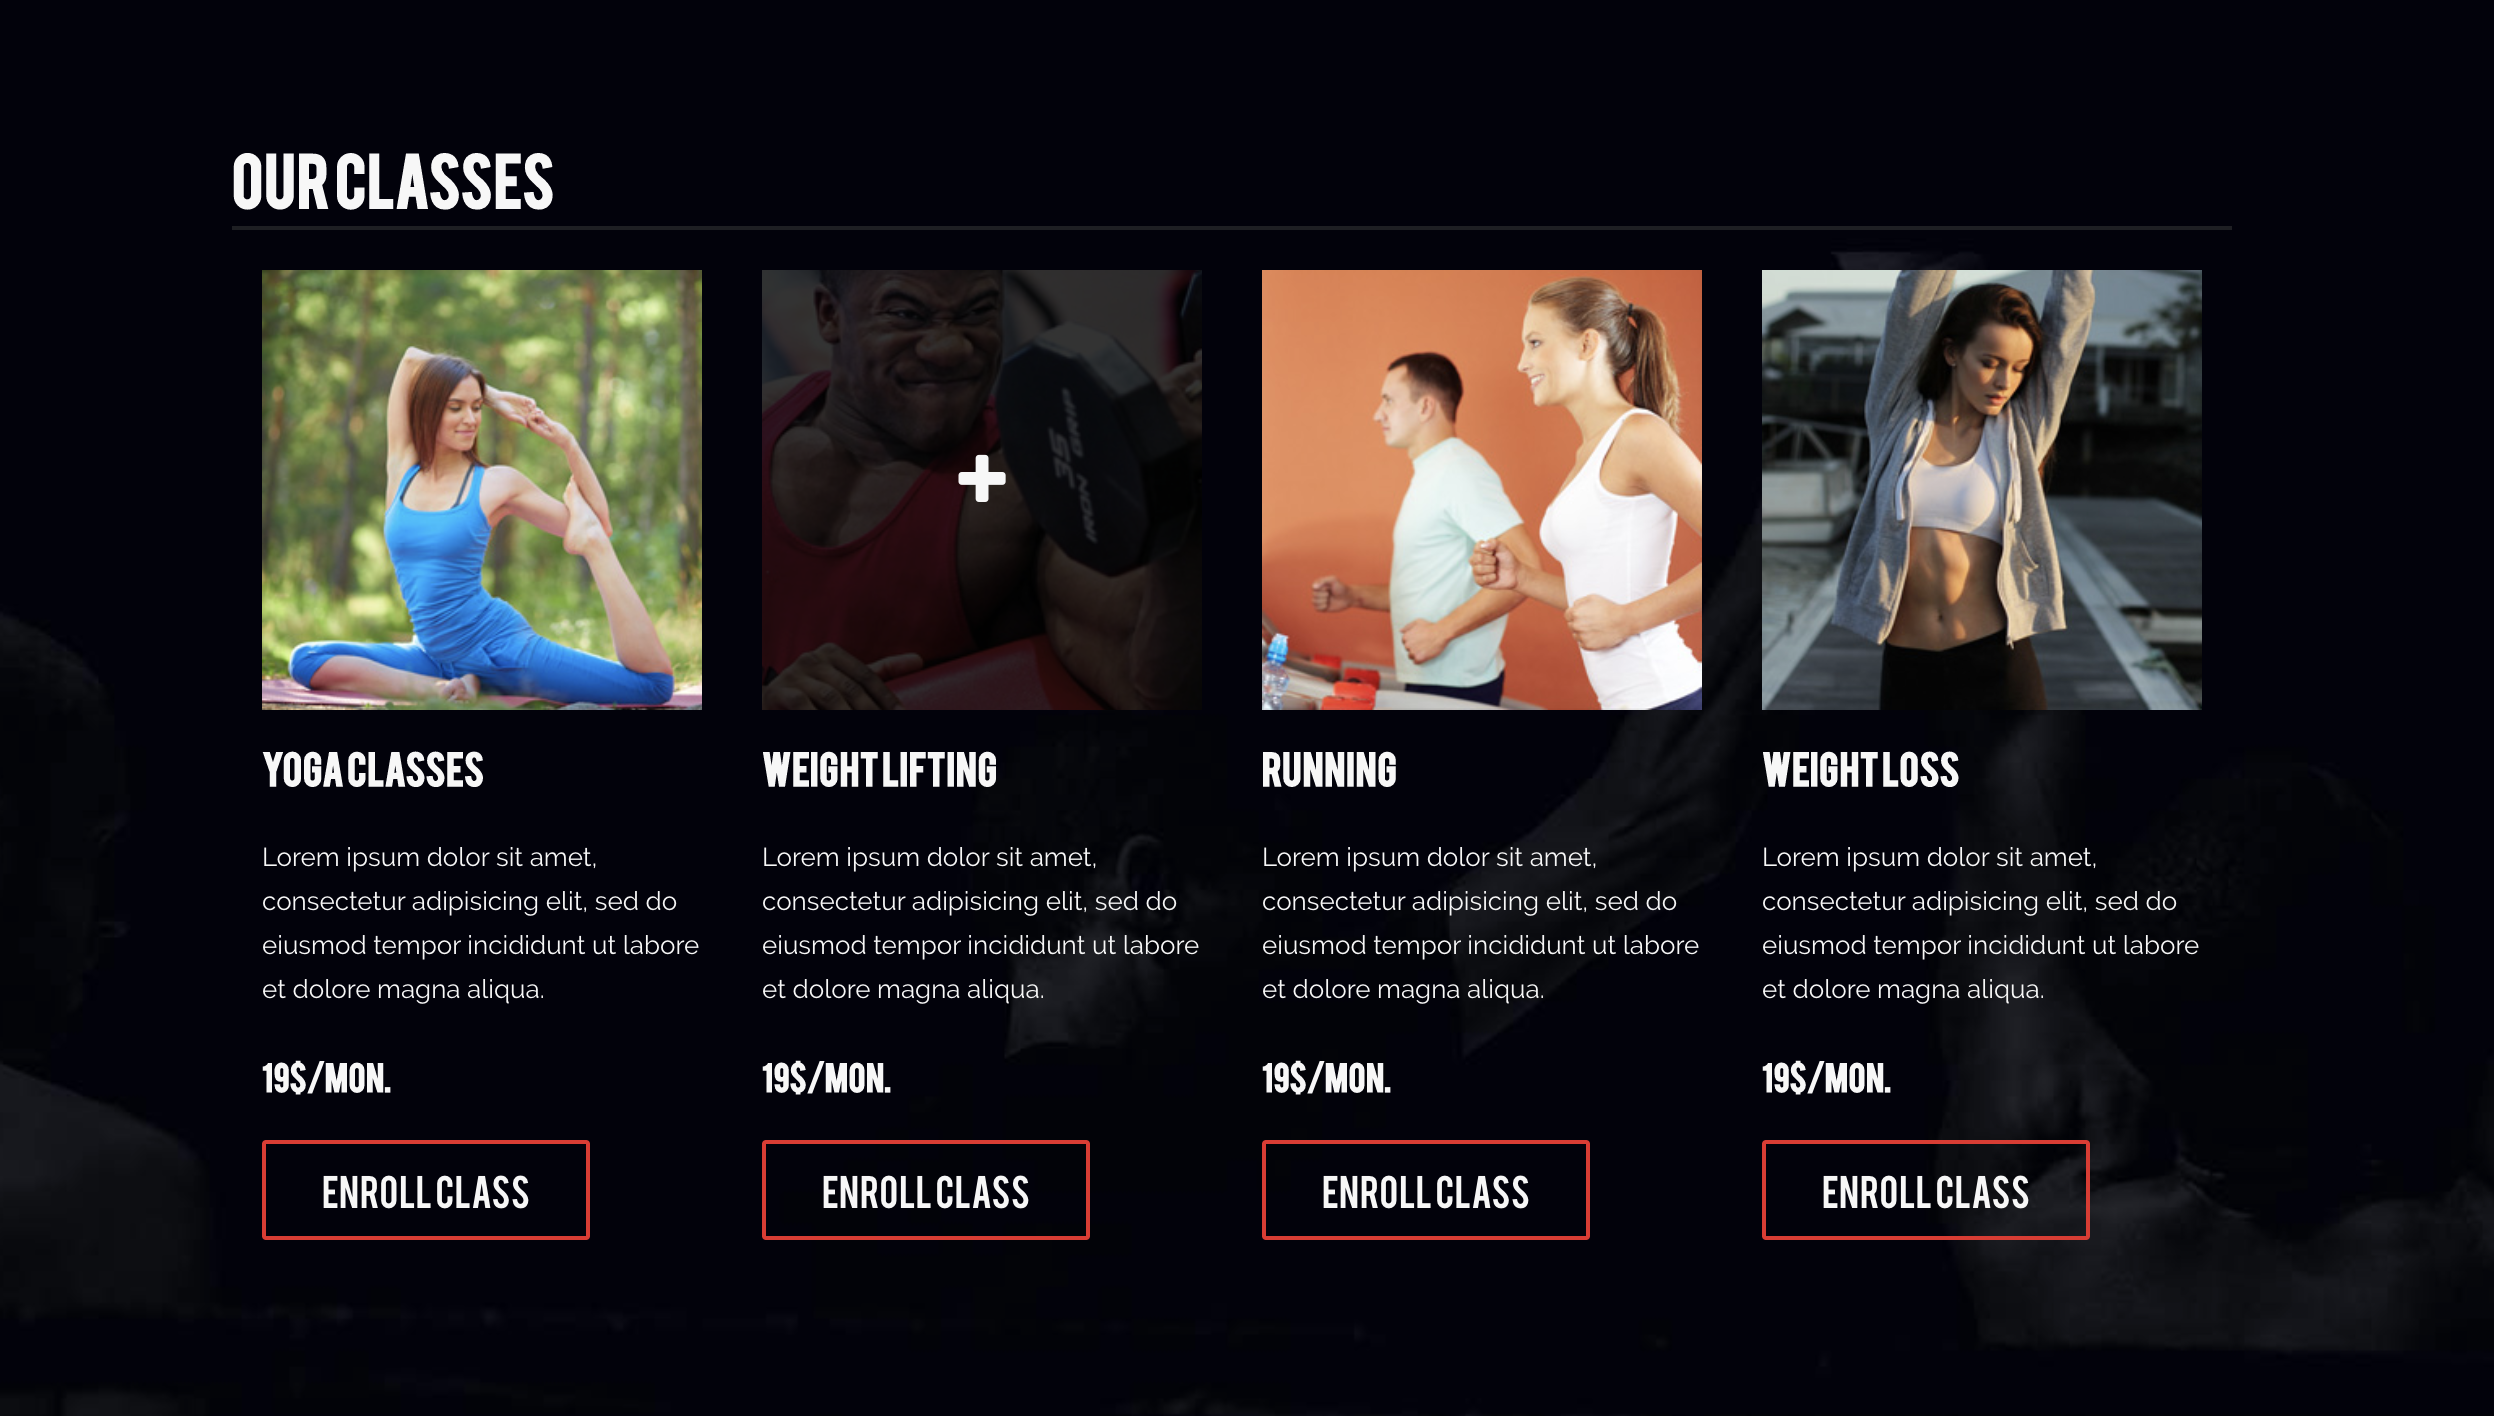 OUR CLASSES
35
IRON GRIP
YOGA CLASSES
Lorem ipsum dolor sit amet,
consectetur adipisicing elit, sed do
eiusmod tempor incididunt ut labore
et dolore magna aliqua.
19$/MON.
ENROLL CLASS
WEIGHT LIFTING
Lorem ipsum dolor sit amet,
consectetur adipisicing elit, sed do
eiusmod tempor incididunt ut labore
et dolore magna aliqua.
19$/MON.
ENROLL CLASS
RUNNING
Lorem ipsum dolor sit amet,
consectetur adipisicing elit, sed do
eiusmod tempor incididunt ut labore
et dolore magna aliqua.
19$/MON.
ENROLL CLASS
WEIGHT LOSS
Lorem ipsum dolor sit amet,
consectetur adipisicing elit, sed do
eiusmod tempor incididunt ut labore
et dolore magna aliqua.
19$/MON.
ENROLL CLASS